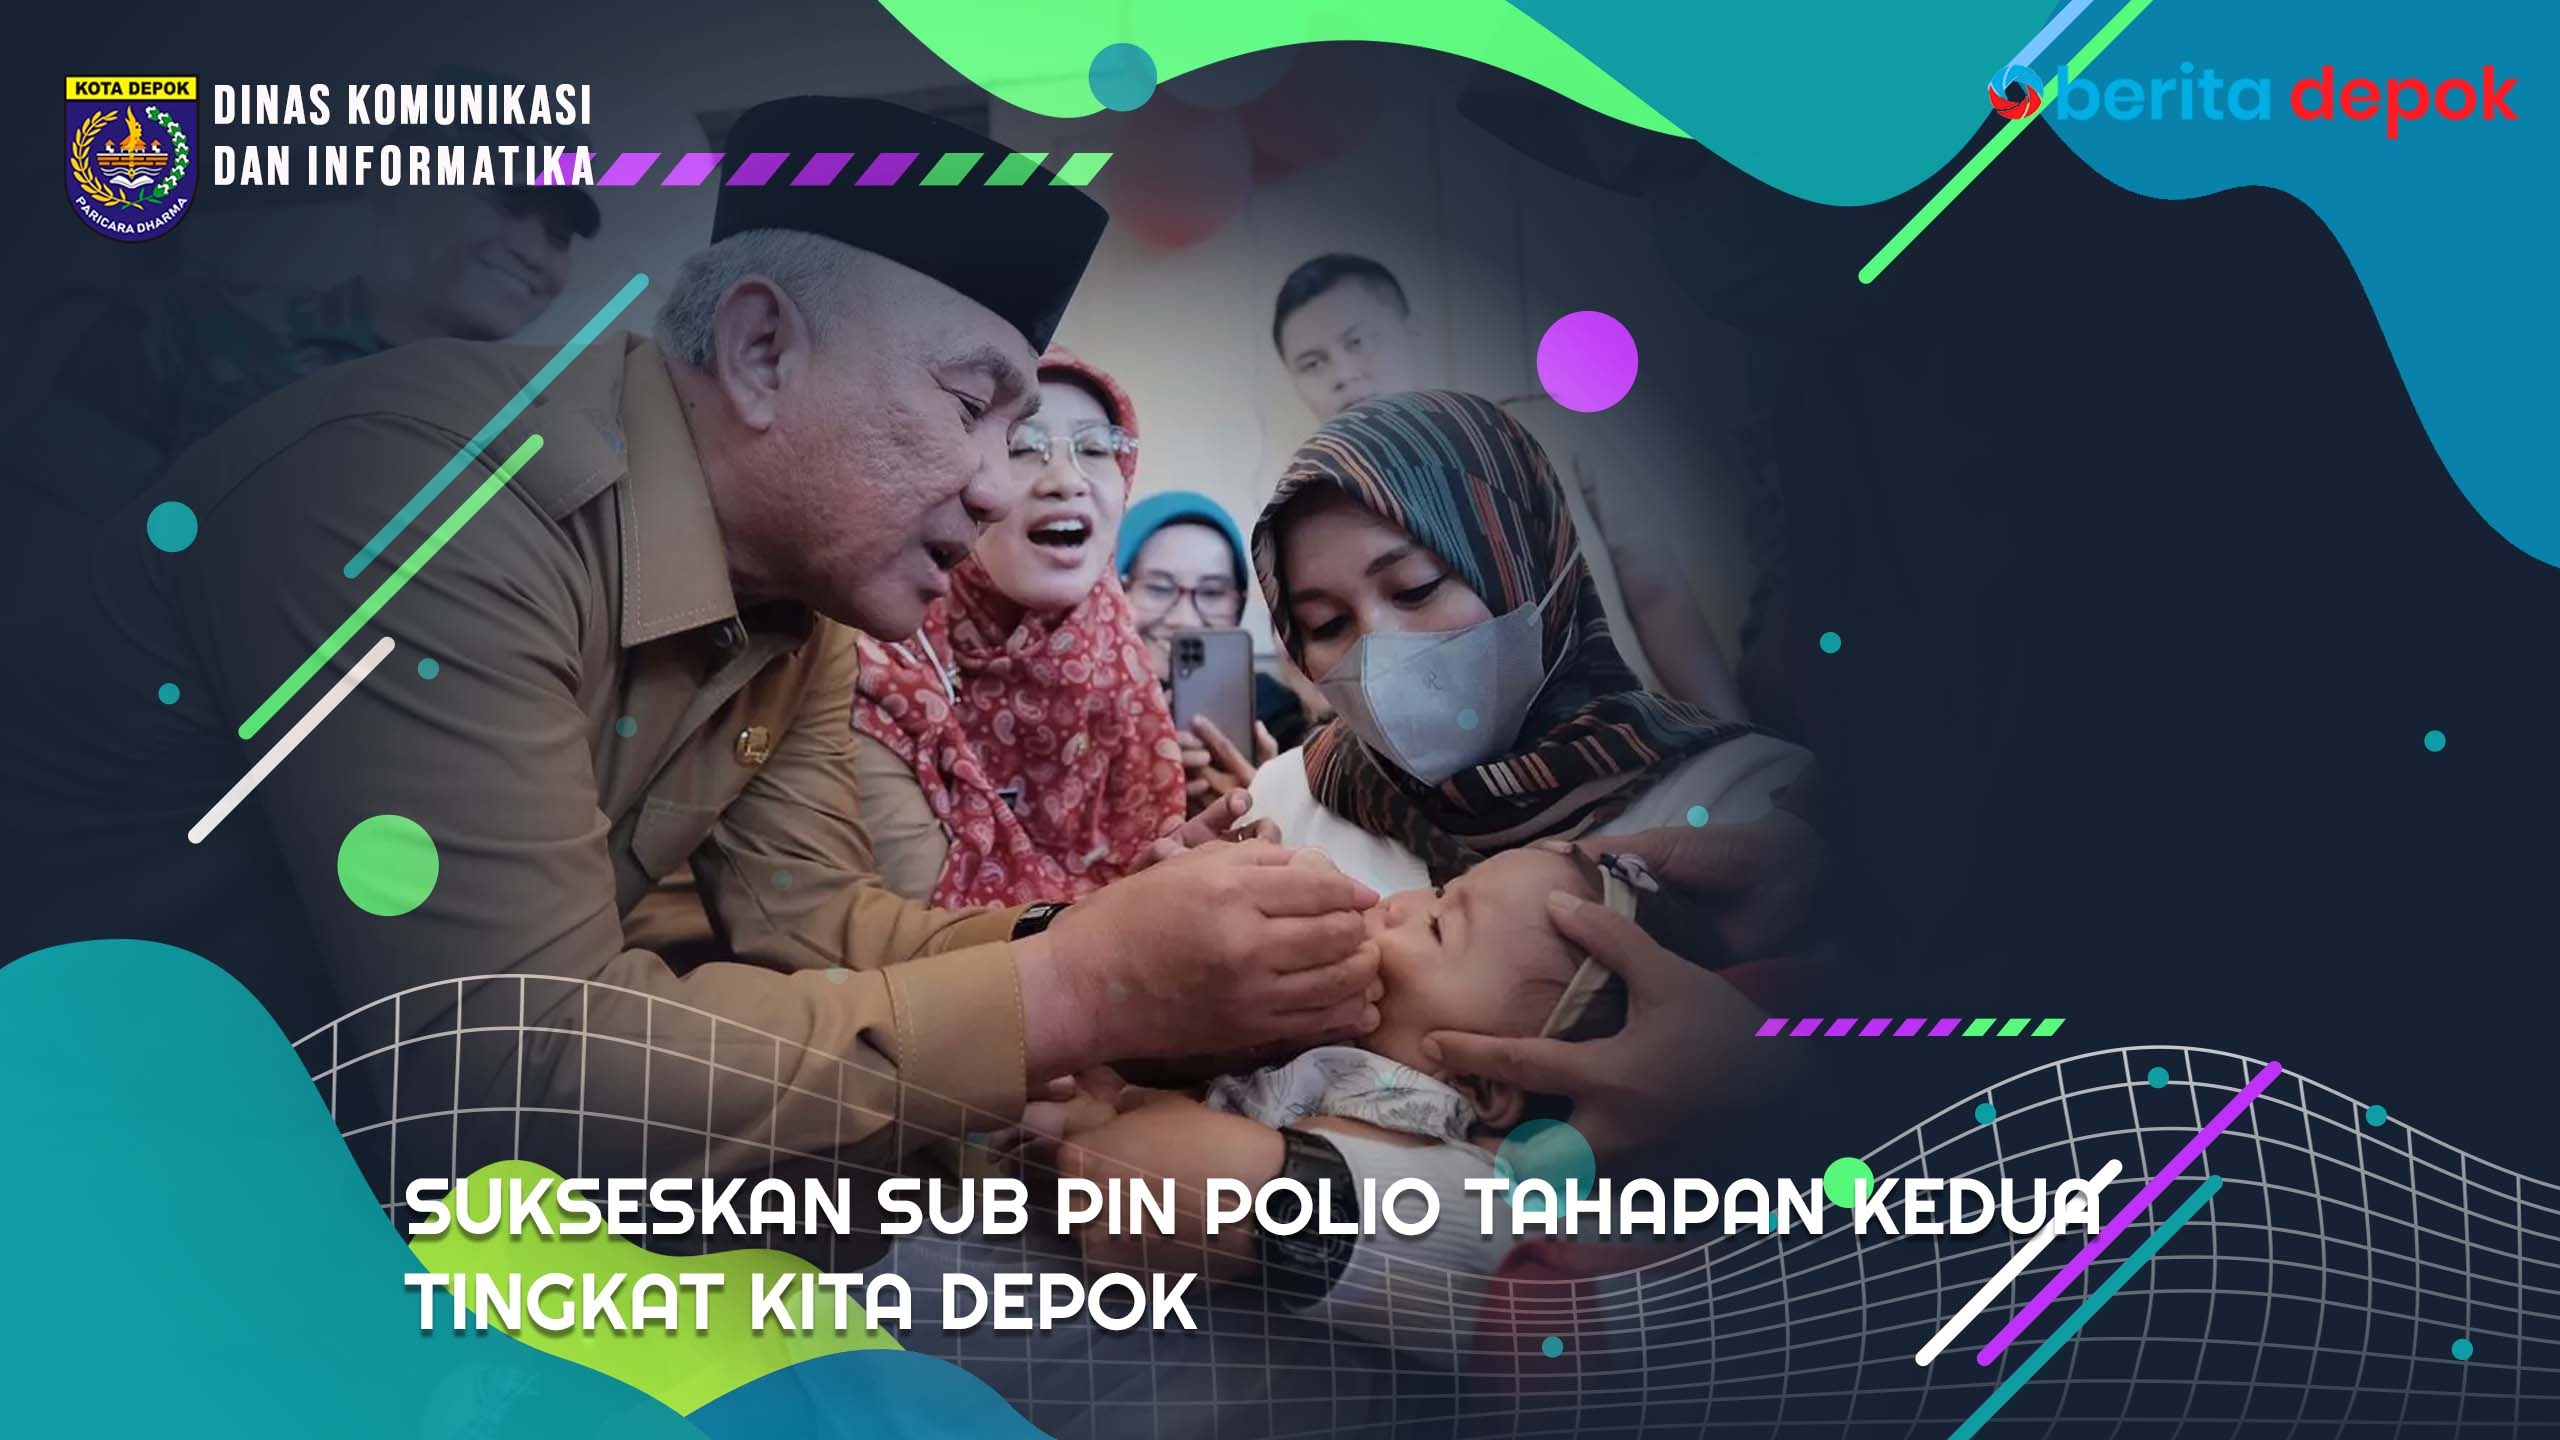 KOTA DEPOK
PARICARA DHARMA
DINAS KOMUNIKASI
DAN INFORMATIKA
berita depok
SUKSESKAN SUB PIN POLIO TAHAPAN KEDUA
TINGKAT KITA DEPOK